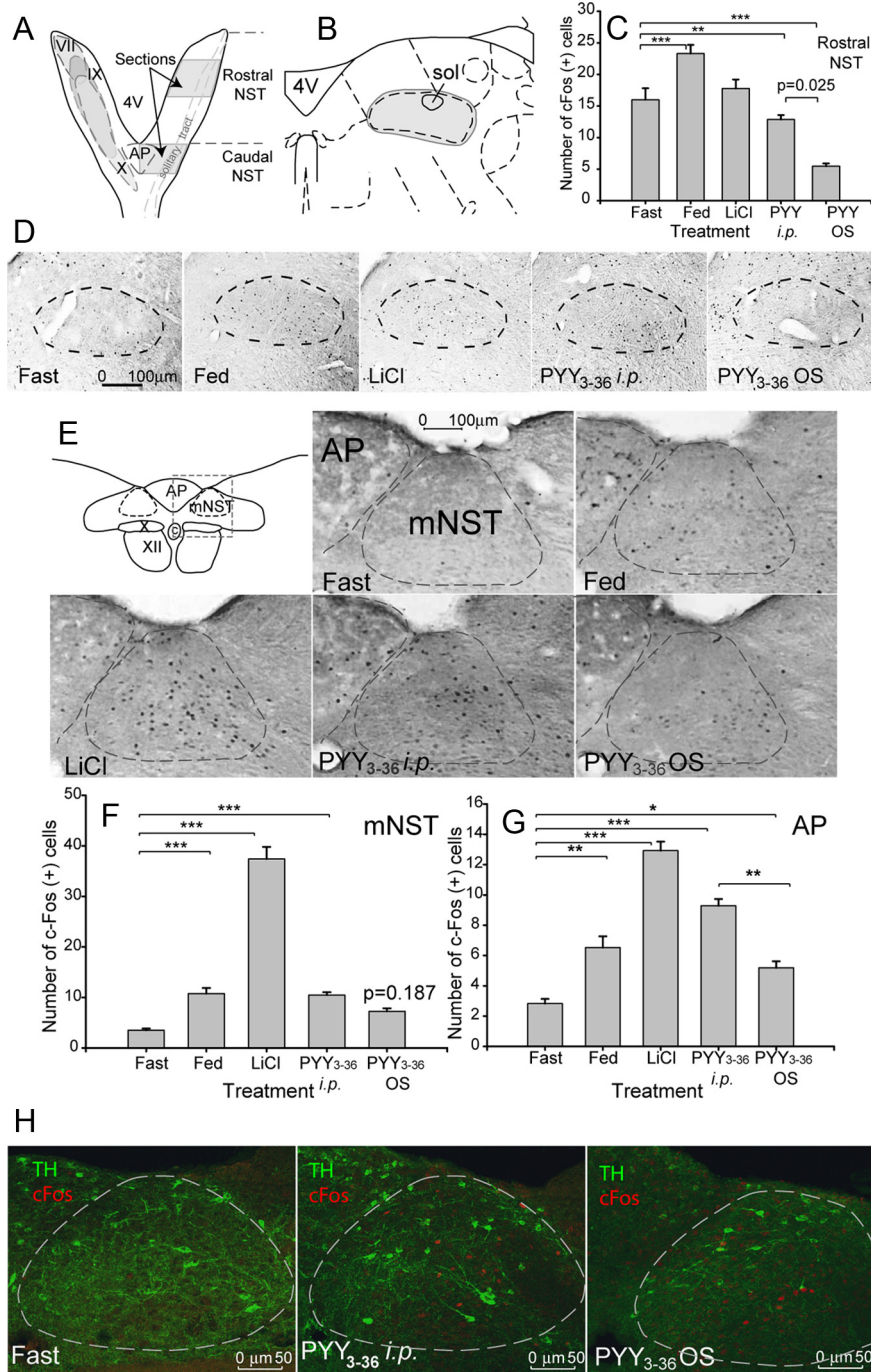 A
VII
IX
X
Sections
4V
AP
solitary tract
Rostral
NST
Caudal
NST
B
4V
sol
C
Number of cFos (+) cells
30
25
20
15
10
5
0
***
**
***
p=0.025
Rostral
NST
Fast Fed LiCl PYY i.p. PYY OS
Treatment
D
Fast
0 100μm
Fed
LiCl
PYY3-36 i.p.
PYY3-36 OS
E
AP
mNST
X
C
XII
0 100μm
AP
mNST
Fast
Fed
LiCl
PYY3-36 i.p.
PYY3-36 OS
F
Number of c-Fos (+) cells
50
40
30
20
10
0
***
***
***
mNST
p=0.187
Fast Fed LiCl PYY3-36 i.p. PYY3-36 OS
Treatment
G
Number of c-Fos (+) cells
16
14
12
10
8
6
4
2
0
*
***
***
**
**
AP
Fast Fed LiCl PYY3-36 i.p. PYY3-36 OS
Treatment
H
TH
cFos
Fast
0 μm 50
TH
cFos
PYY3-36 i.p.
0 μm 50
TH
cFos
PYY3-36 OS
0 μm 50